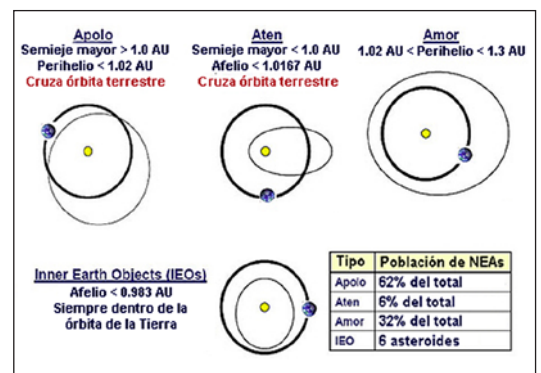 Apolo
Semieje mayor > 1.0 AU
Perihelio < 1.02 AU
Cruza órbita terrestre
Aten
Semieje mayor < 1.0 AU
Afelio < 1.0167 AU
Cruza órbita terrestre
Amor
1.02 AU < Perihelio < 1.3 AU
Inner Earth Objects (IEOs)
Afelio < 0.983 AU
Siempre dentro de la
órbita de la Tierra
Tipo Población de NEAs
Apolo 62% del total
Aten 6% del total
Amor 32% del total
IEO 6 asteroides